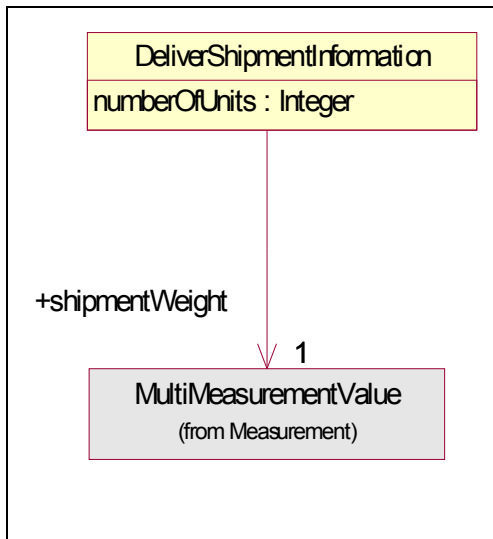 DeliverShipmentInformation
numberOfUnits : Integer
+shipmentWeight
1
MultiMeasurementValue
(from Measurement)